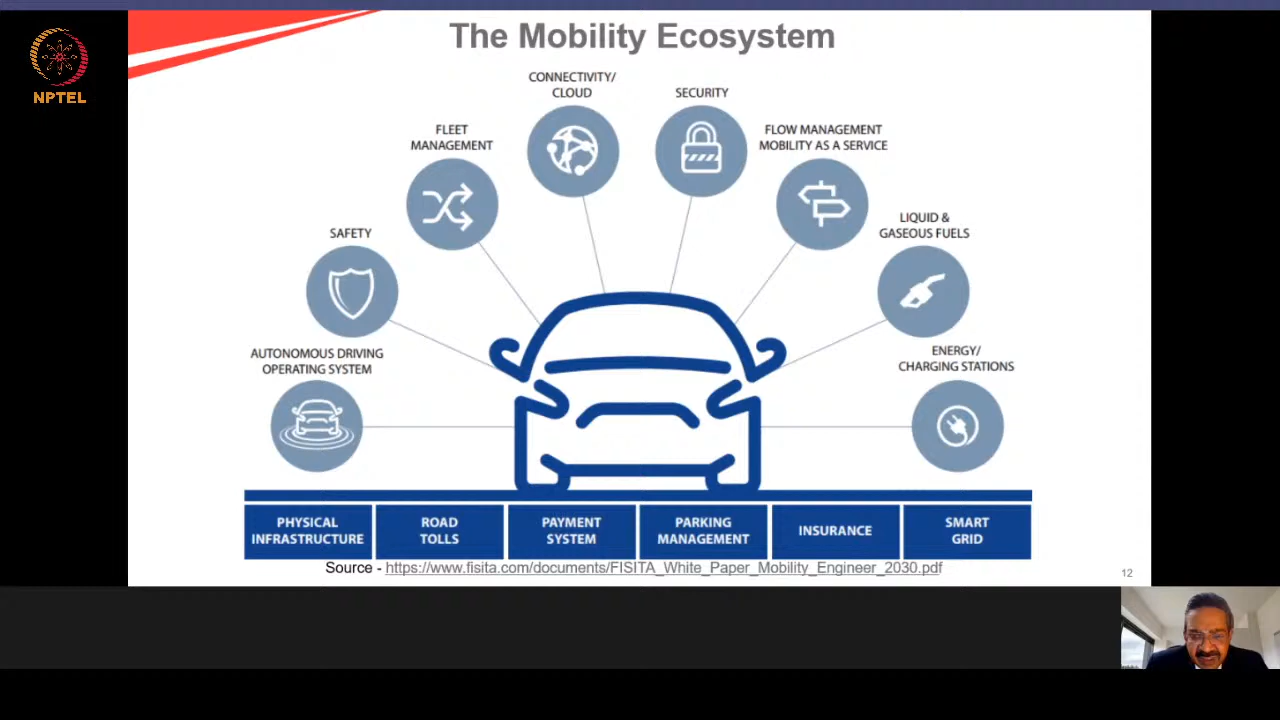 NPTEL
The Mobility Ecosystem
CONNECTIVITY/
CLOUD
SECURITY
FLEET
MANAGEMENT
FLOW MANAGEMENT
MOBILITY AS A SERVICE
SAFETY
LIQUID &
GASEOUS FUELS
AUTONOMOUS DRIVING
OPERATING SYSTEM
ENERGY/
CHARGING STATIONS
PHYSICAL
INFRASTRUCTURE
ROAD
TOLLS
PAYMENT
SYSTEM
PARKING
MANAGEMENT
INSURANCE
SMART
GRID
Source - https://www.fisita.com/documents/FISITA_White_Paper_Mobility_Engineer_2030.pdf
12